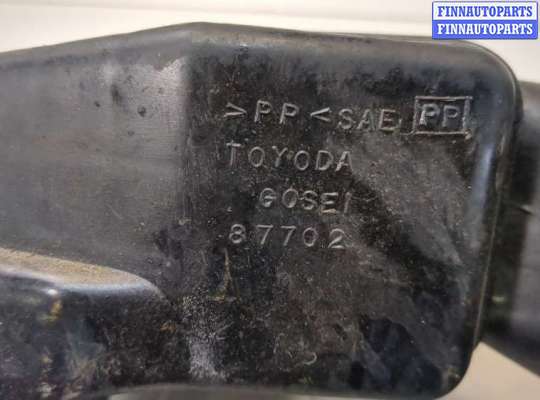 FINNAUTOPARTS
FINNAUTOPARTS
>PP< SAE PP
TOYODA
GOSEI
87702